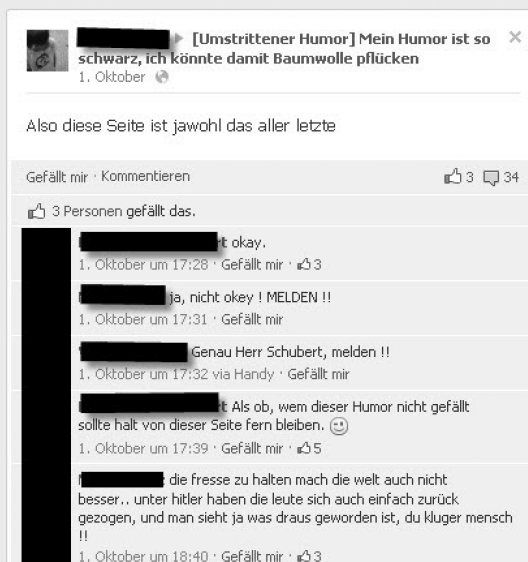 [Umstrittener Humor] Mein Humor ist so
schwarz, ich könnte damit Baumwolle pflücken
1. Oktober
Also diese Seite ist jawohl das aller letzte
Gefällt mir · Kommentieren 3 34
3 Personen gefällt das.
t okay.
1. Oktober um 17:28 · Gefällt mir · 3
ja, nicht okey ! MELDEN !!
1. Oktober um 17:31 · Gefällt mir
Genau Herr Schubert, melden !!
1. Oktober um 17:32 via Handy · Gefällt mir
t Als ob, wem dieser Humor nicht gefällt
sollte halt von dieser Seite fern bleiben.
1. Oktober um 17:39 · Gefällt mir · 5
die fresse zu halten mach die welt auch nicht
besser.. unter hitler haben die leute sich auch einfach zurück
gezogen, und man sieht ja was draus geworden ist, du kluger mensch
!!
1. Oktober um 18:40 · Gefällt mir · 3